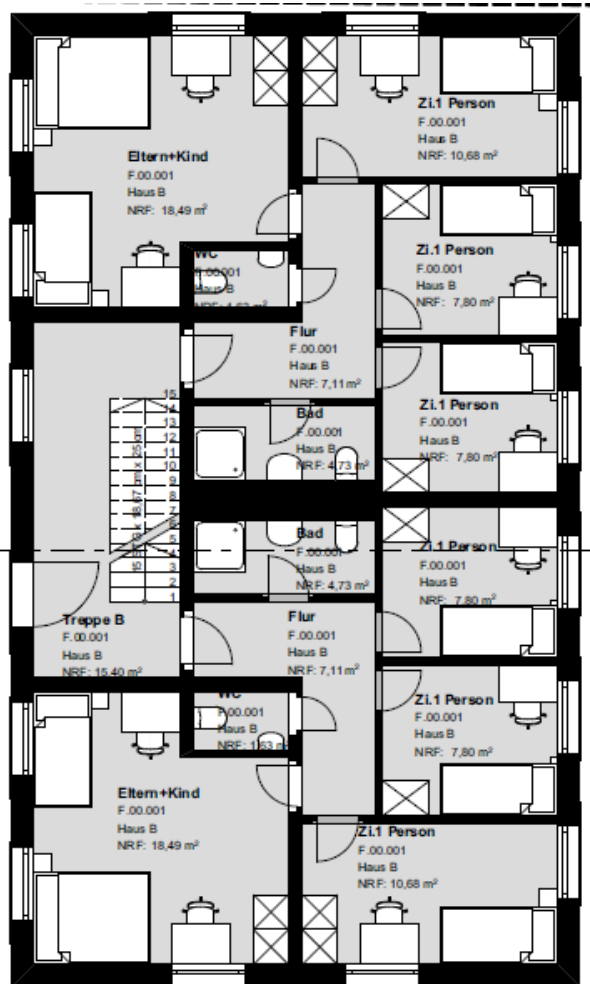 Zi.1 Person
F.00.001
Haus B
NRF: 10,68 m²
Eltern+Kind
F.00.001
Haus B
NRF: 18,49 m²
WC
F.00.001
Haus B
Zi.1 Person
F.00.001
Haus B
NRF: 7,80 m²
Flur
F.00.001
Haus B
NRF: 7,11 m²
Zi.1 Person
F.00.001
Haus B
NRF: 7,80 m²
Bad
F.00.001
Haus B
NRF: 4,73 m²
15
14
13
12
11
10
9
8
7
6
5
4
3
2
1
Bad
F.00.001
Haus B
NRF: 4,73 m²
Zi.1 Person
F.00.001
Haus B
NRF: 7,80 m²
Treppe B
F.00.001
Haus B
NRF: 15,40 m²
Flur
F.00.001
Haus B
NRF: 7,11 m²
WC
F.00.001
Haus B
NRF: 1,63 m
Zi.1 Person
F.00.001
Haus B
NRF: 7,80 m²
Eltern+Kind
F.00.001
Haus B
NRF: 18,49 m²
Zi.1 Person
F.00.001
Haus B
NRF: 10,68 m²